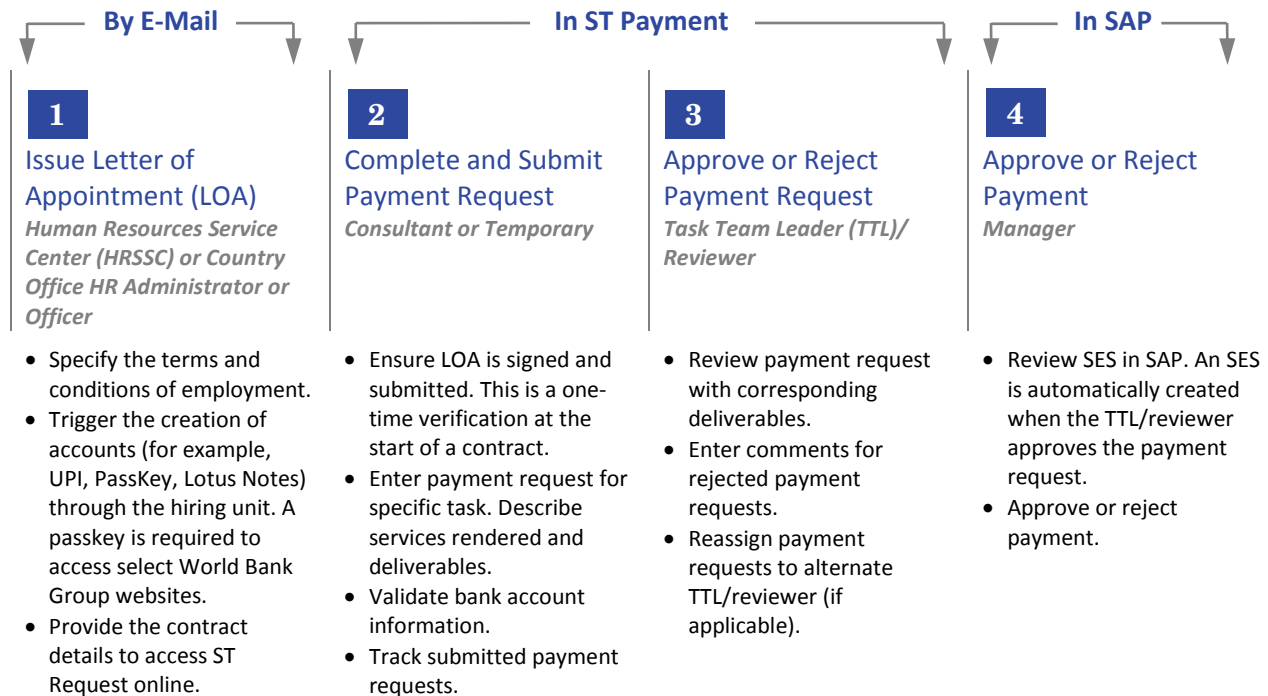 By E-Mail
In ST Payment
In SAP
1
Issue Letter of
Appointment (LOA)
Human Resources Service
Center (HRSSC) or Country
Office HR Administrator or
Officer
• Specify the terms and
conditions of employment.
• Trigger the creation of
accounts (for example,
UPI, PassKey, Lotus Notes)
through the hiring unit. A
passkey is required to
access select World Bank
Group websites.
• Provide the contract
details to access ST
Request online.
2
Complete and Submit
Payment Request
Consultant or Temporary
• Ensure LOA is signed and
submitted. This is a one-
time verification at the
start of a contract.
• Enter payment request for
specific task. Describe
services rendered and
deliverables.
• Validate bank account
information.
• Track submitted payment
requests.
3
Approve or Reject
Payment Request
Task Team Leader (TTL)/
Reviewer
• Review payment request
with corresponding
deliverables.
• Enter comments for
rejected payment
requests.
• Reassign payment
requests to alternate
TTL/reviewer (if
applicable).
4
Approve or Reject
Payment
Manager
• Review SES in SAP. An SES
is automatically created
when the TTL/reviewer
approves the payment
request.
• Approve or reject
payment.